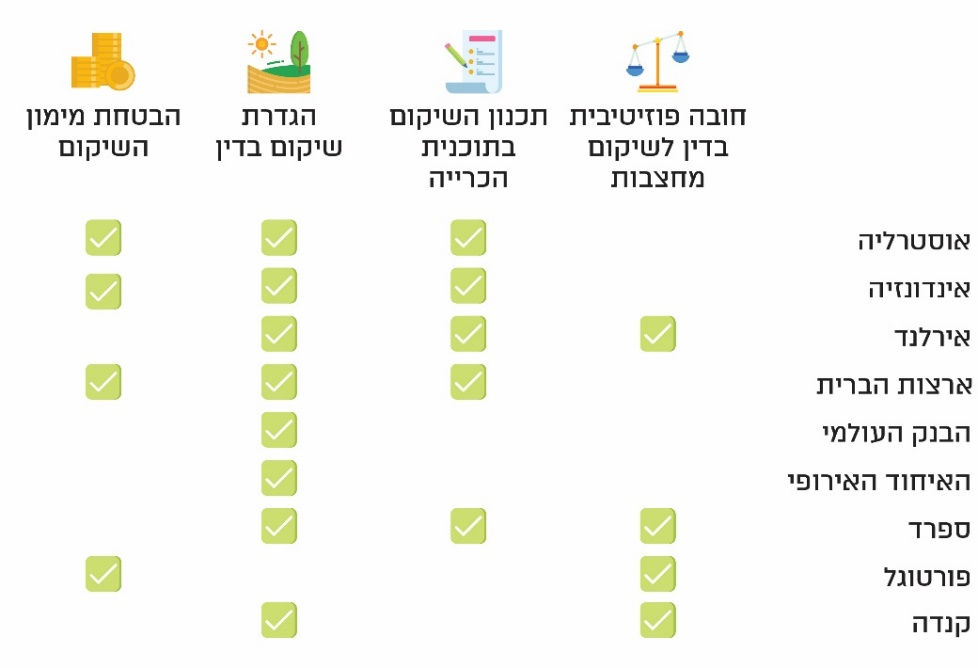 חובה פוזיטיבית
בדין לשיקום
מחצבות
תכנון השיקום
בתוכנית
הכרייה
הגדרת
שיקום בדין
הבטחת מימון
השיקום
אוסטרליה
אינדונזיה
אירלנד
ארצות הברית
הבנק העולמי
האיחוד האירופי
ספרד
פורטוגל
קנדה